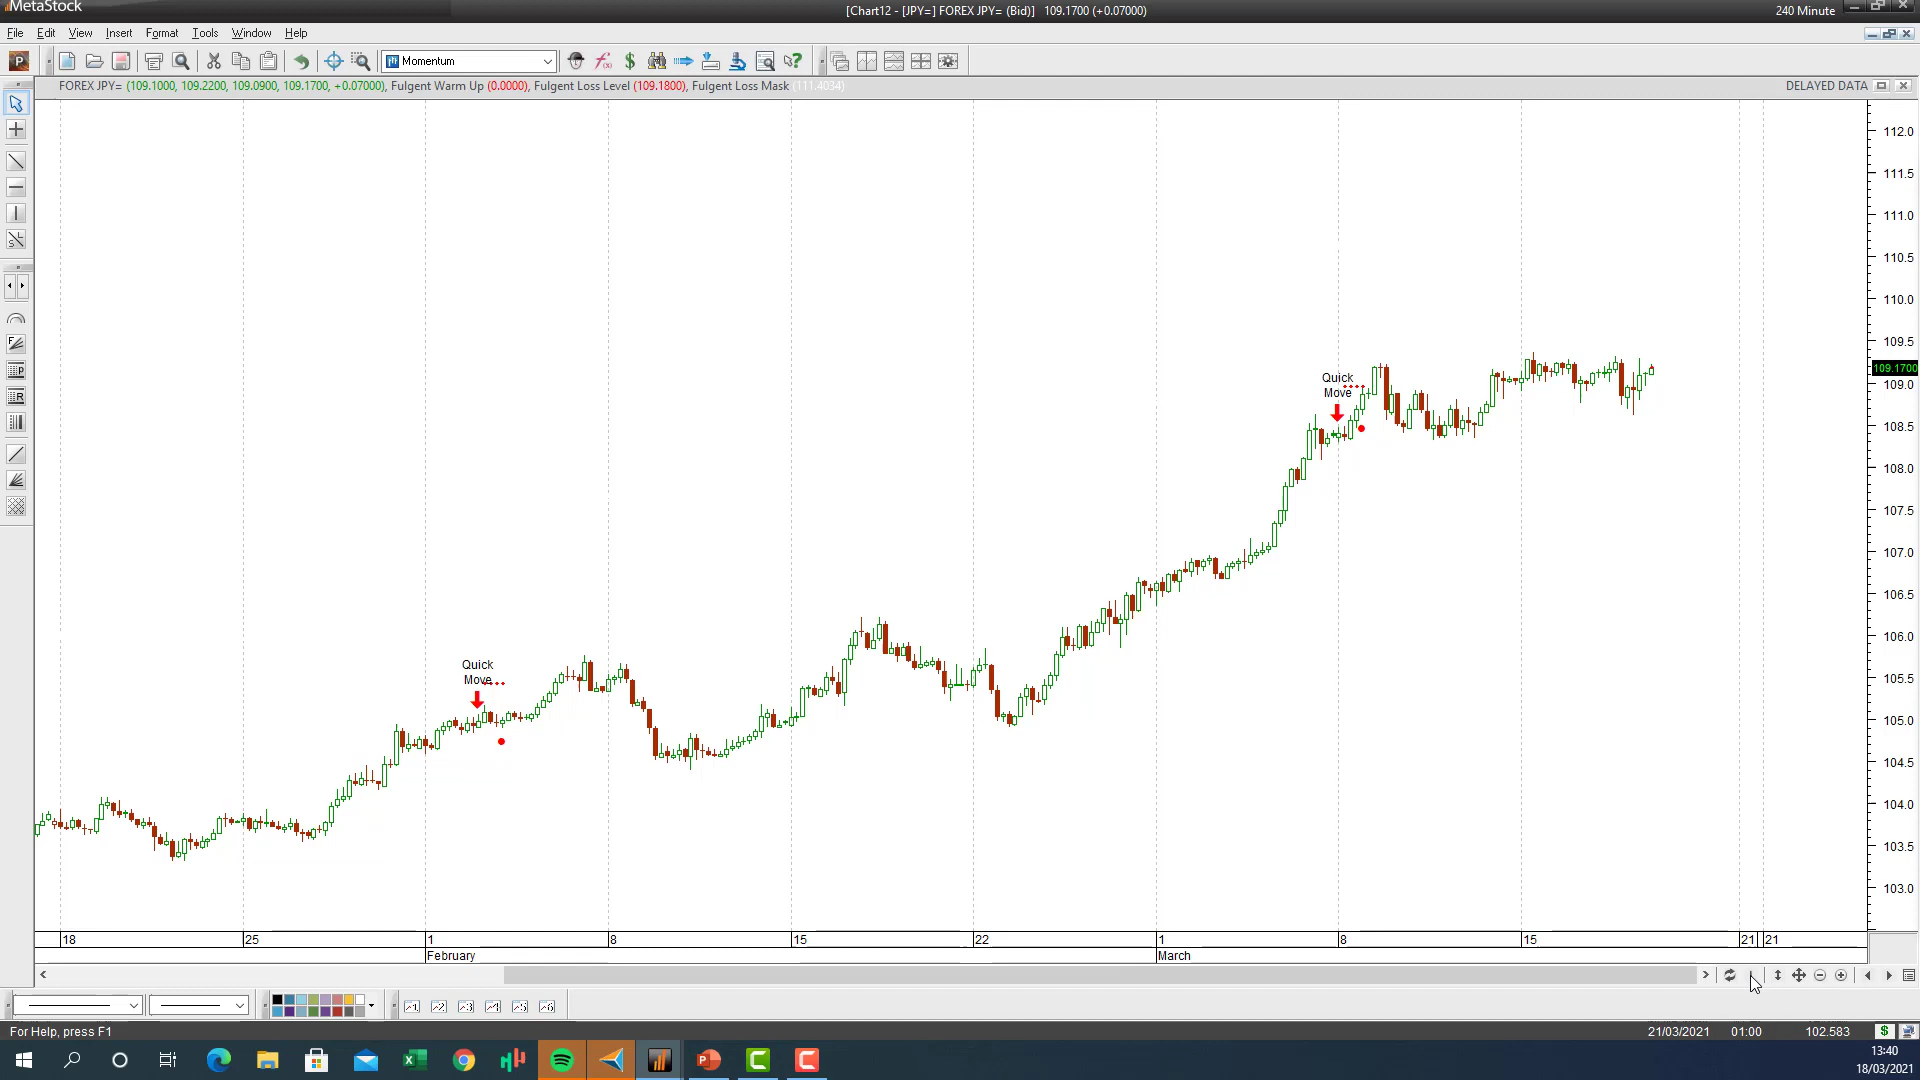 MetaStock
[Chart12 - [JPY=] FOREX JPY= (Bid)] 109.1700 (+0.07000)
240 Minute
File Edit View Insert Format Tools Window Help
P
Momentum
FOREX JPY= (109.1000, 109.2200, 109.0900, 109.1700, +0.07000), Fulgent Warm Up (0.0000), Fulgent Loss Level (109.1800), Fulgent Loss Mask (111.4034)
DELAYED DATA
112.0
111.5
111.0
110.5
110.0
109.5
109.1700
109.0
108.5
108.0
107.5
107.0
106.5
106.0
105.5
105.0
104.5
104.0
103.5
103.0
Quick
Move
Quick
Move
18 25 1 8 15 22 1 8 15 21 21
February March
For Help, press F1
21/03/2021 01:00 102.583
13:40
18/03/2021